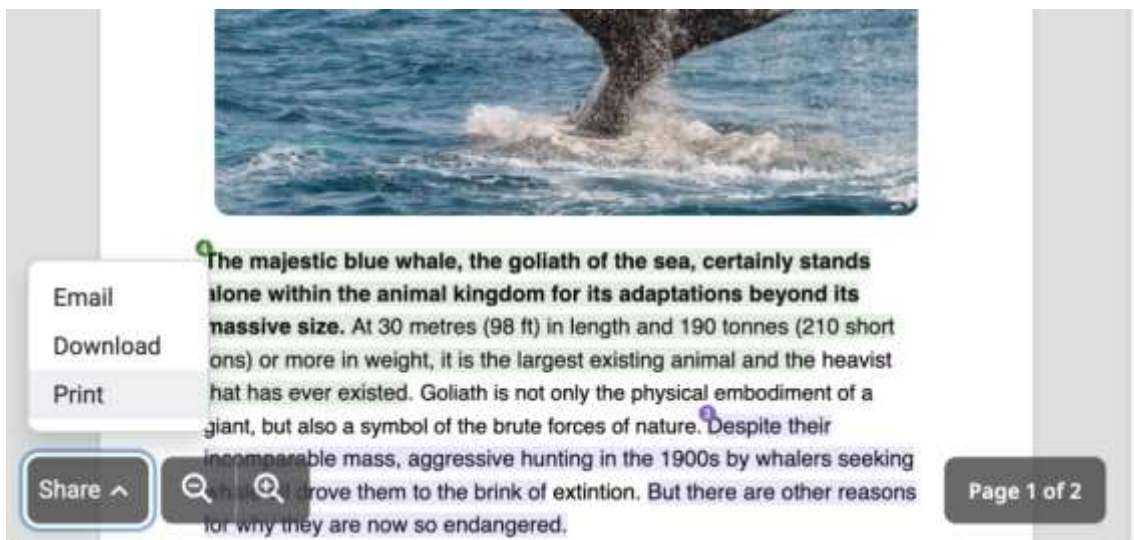 4
The majestic blue whale, the goliath of the sea, certainly stands
alone within the animal kingdom for its adaptations beyond its
massive size. At 30 metres (98 ft) in length and 190 tonnes (210 short
tons) or more in weight, it is the largest existing animal and the heavist
that has ever existed. Goliath is not only the physical embodiment of a
giant, but also a symbol of the brute forces of nature. 3 Despite their
incomparable mass, aggressive hunting in the 1900s by whalers seeking
drove them to the brink of extintion. But there are other reasons
for why they are now so endangered.
Email
Download
Print
Share
Page 1 of 2